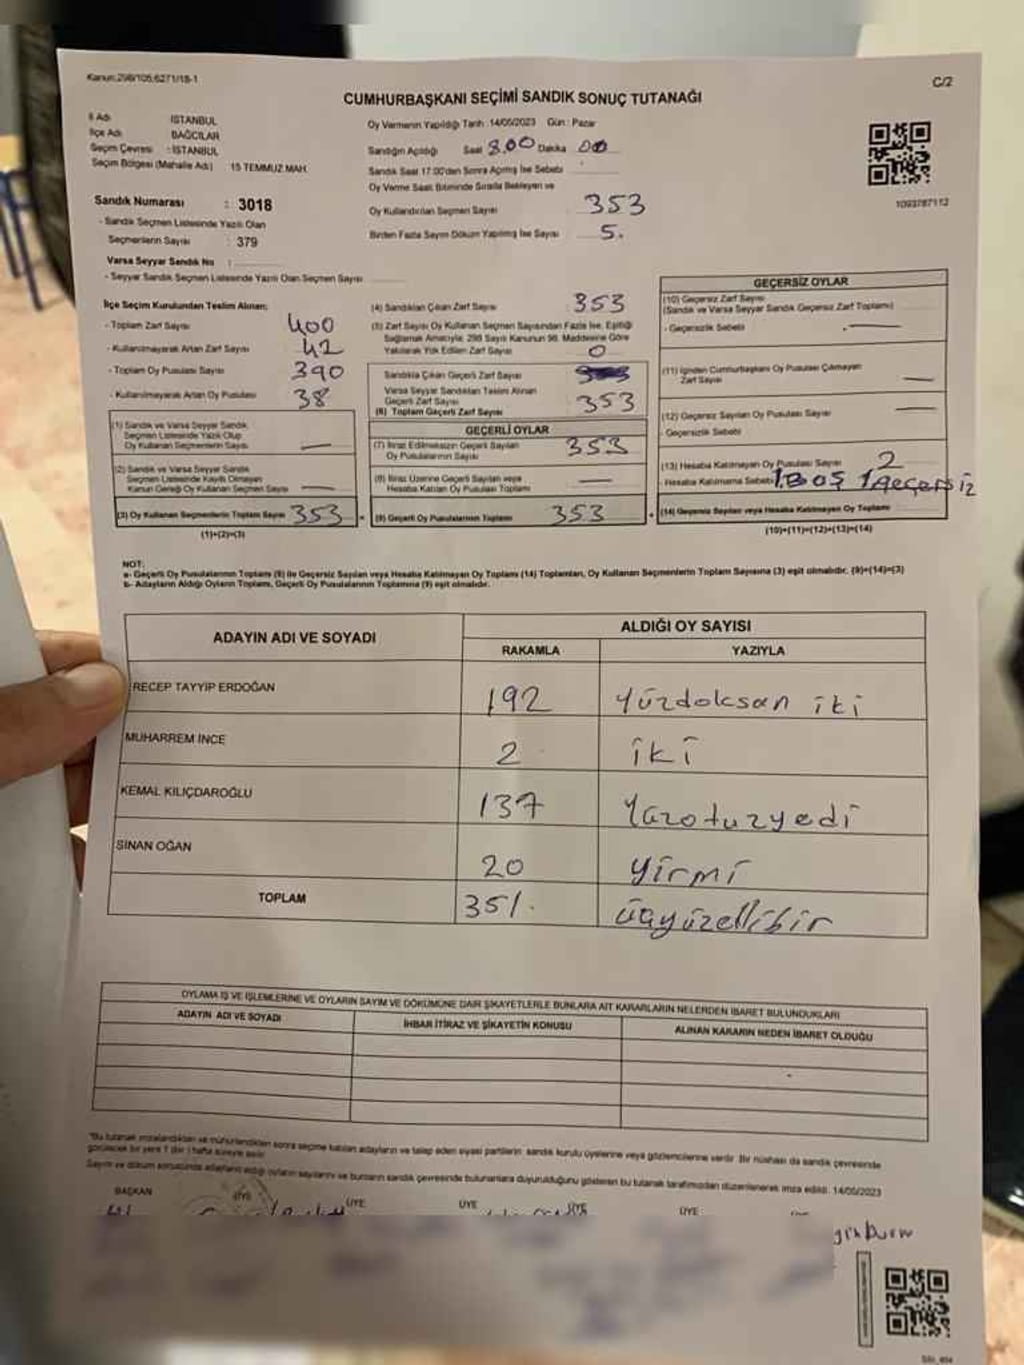 Kanun:298/105;6271/18-1
C/2
CUMHURBAŞKANI SEÇİMİ SANDIK SONUÇ TUTANAĞI
İl Adı : İSTANBUL
İlçe Adı : BAĞCILAR
Seçim Çevresi : İSTANBUL
Seçim Bölgesi (Mahalle Adı) 15 TEMMUZ MAH.
Oy Vermenin Yapıldığı Tarih :14/05/2023 Gün : Pazar
Sandığın Açıldığı Saat 8.00 Dakika 00
Sandık Saat 17:00'den Sonra Açılmış İse Sebebi
Oy Verme Saati Bitiminde Sırada Bekleyen ve
Oy Kullandırılan Seçmen Sayısı 353
Birden Fazla Sayım Döküm Yapılmış İse Sayısı 5.
1093787112
Sandık Numarası : 3018
- Sandık Seçmen Listesinde Yazılı Olan
Seçmenlerin Sayısı : 379
Varsa Seyyar Sandık No :
- Seyyar Sandık Seçmen Listesinde Yazılı Olan Seçmen Sayısı
İlçe Seçim Kurulundan Teslim Alınan:
- Toplam Zarf Sayısı 400
- Kullanılmayarak Artan Zarf Sayısı 42
- Toplam Oy Pusulası Sayısı 390
- Kullanılmayarak Artan Oy Pusulası 38
(1) Sandık ve Varsa Seyyar Sandık
Seçmen Listesinde Yazılı Olup
Oy Kullanan Seçmenlerin Sayısı —
(2) Sandık ve Varsa Seyyar Sandık
Seçmen Listesinde Kayıtlı Olmayan
Kanun Gereği Oy Kullanan Seçmen Sayısı —
(3) Oy Kullanan Seçmenlerin Toplam Sayısı 353
(1)+(2)=(3)
(4) Sandıktan Çıkan Zarf Sayısı 353
(5) Zarf Sayısı Oy Kullanan Seçmen Sayısından Fazla İse, Eşitliği
Sağlamak Amacıyla; 298 Sayılı Kanunun 98. Maddesine Göre
Yakılarak Yok Edilen Zarf Sayısı 0
Sandıkta Çıkan Geçerli Zarf Sayısı
Varsa Seyyar Sandıktan Teslim Alınan
Geçerli Zarf Sayısı
(6) Toplam Geçerli Zarf Sayısı 353
GEÇERLİ OYLAR
(7) İtiraz Edilmeksizin Geçerli Sayılan
Oy Pusulalarının Sayısı 353
(8) İtiraz Üzerine Geçerli Sayılan veya
Hesaba Katılan Oy Pusulası Toplamı —
(9) Geçerli Oy Pusulalarının Toplamı 353
GEÇERSİZ OYLAR
(10) Geçersiz Zarf Sayısı
(Sandık ve Varsa Seyyar Sandık Geçersiz Zarf Toplamı)
- Geçersizlik Sebebi —
(11) İçinden Cumhurbaşkanı Oy Pusulası Çıkmayan
Zarf Sayısı —
(12) Geçersiz Sayılan Oy Pusulası Sayısı —
- Geçersizlik Sebebi
(13) Hesaba Katılmayan Oy Pusulası Sayısı 2
- Hesaba Katılmama Sebebi 1 BOŞ 1 Geçersiz
(14) Geçersiz Sayılan veya Hesaba Katılmayan Oy Toplamı
(10)+(11)+(12)+(13)=(14)
NOT:
a- Geçerli Oy Pusulalarının Toplamı (9) ile Geçersiz Sayılan veya Hesaba Katılmayan Oy Toplamı (14) Toplamları, Oy Kullanan Seçmenlerin Toplam Sayısına (3) eşit olmalıdır. (9)+(14)=(3)
b- Adayların Aldığı Oyların Toplamı, Geçerli Oy Pusulalarının Toplamına (9) eşit olmalıdır.
ADAYIN ADI VE SOYADI
ALDIĞI OY SAYISI
RAKAMLA YAZIYLA
RECEP TAYYİP ERDOĞAN 192 Yüzdoksan iki
MUHARREM İNCE 2 iki
KEMAL KILIÇDAROĞLU 137 Yüzotuzyedi
SİNAN OĞAN 20 Yirmi
TOPLAM 351. üçyüzellibir
OYLAMA İŞ VE İŞLEMLERİNE VE OYLARIN SAYIM VE DÖKÜMÜNE DAİR ŞİKAYETLERLE BUNLARA AİT KARARLARIN NELERDEN İBARET BULUNDUKLARI
ADAYIN ADI VE SOYADI İHBAR İTİRAZ VE ŞİKAYETİN KONUSU ALINAN KARARIN NEDEN İBARET OLDUĞU
"Bu tutanak imzalandıktan ve mühürlendikten sonra seçime katılan adayların ve talep eden siyasi partilerin sandık kurulu üyelerine veya gözlemcilerine verilir. Bir nüshası da sandık çevresinde
görülecek bir yere 1 (bir) hafta süreyle asılır.
Sayım ve döküm sonucunda adayların aldığı oyların sayılarını ve bunların sandık çevresinde bulunanlara duyurulduğunu gösteren bu tutanak tarafımızdan düzenlenerek imza edildi. 14/05/2023
BAŞKAN ÜYE ÜYE ÜYE ÜYE ÜYE